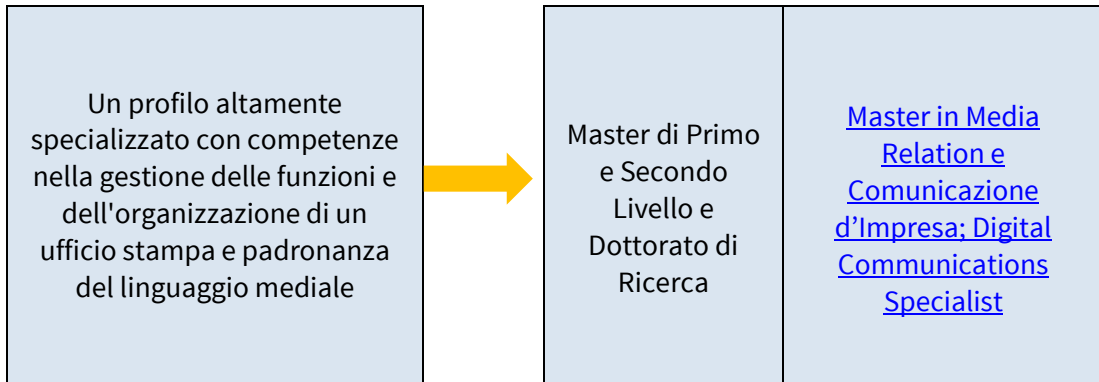 Un profilo altamente
specializzato con competenze
nella gestione delle funzioni e
dell'organizzazione di un
ufficio stampa e padronanza
del linguaggio mediale
Master di Primo
e Secondo
Livello e
Dottorato di
Ricerca
Master in Media
Relation e
Comunicazione
d’Impresa; Digital
Communications
Specialist